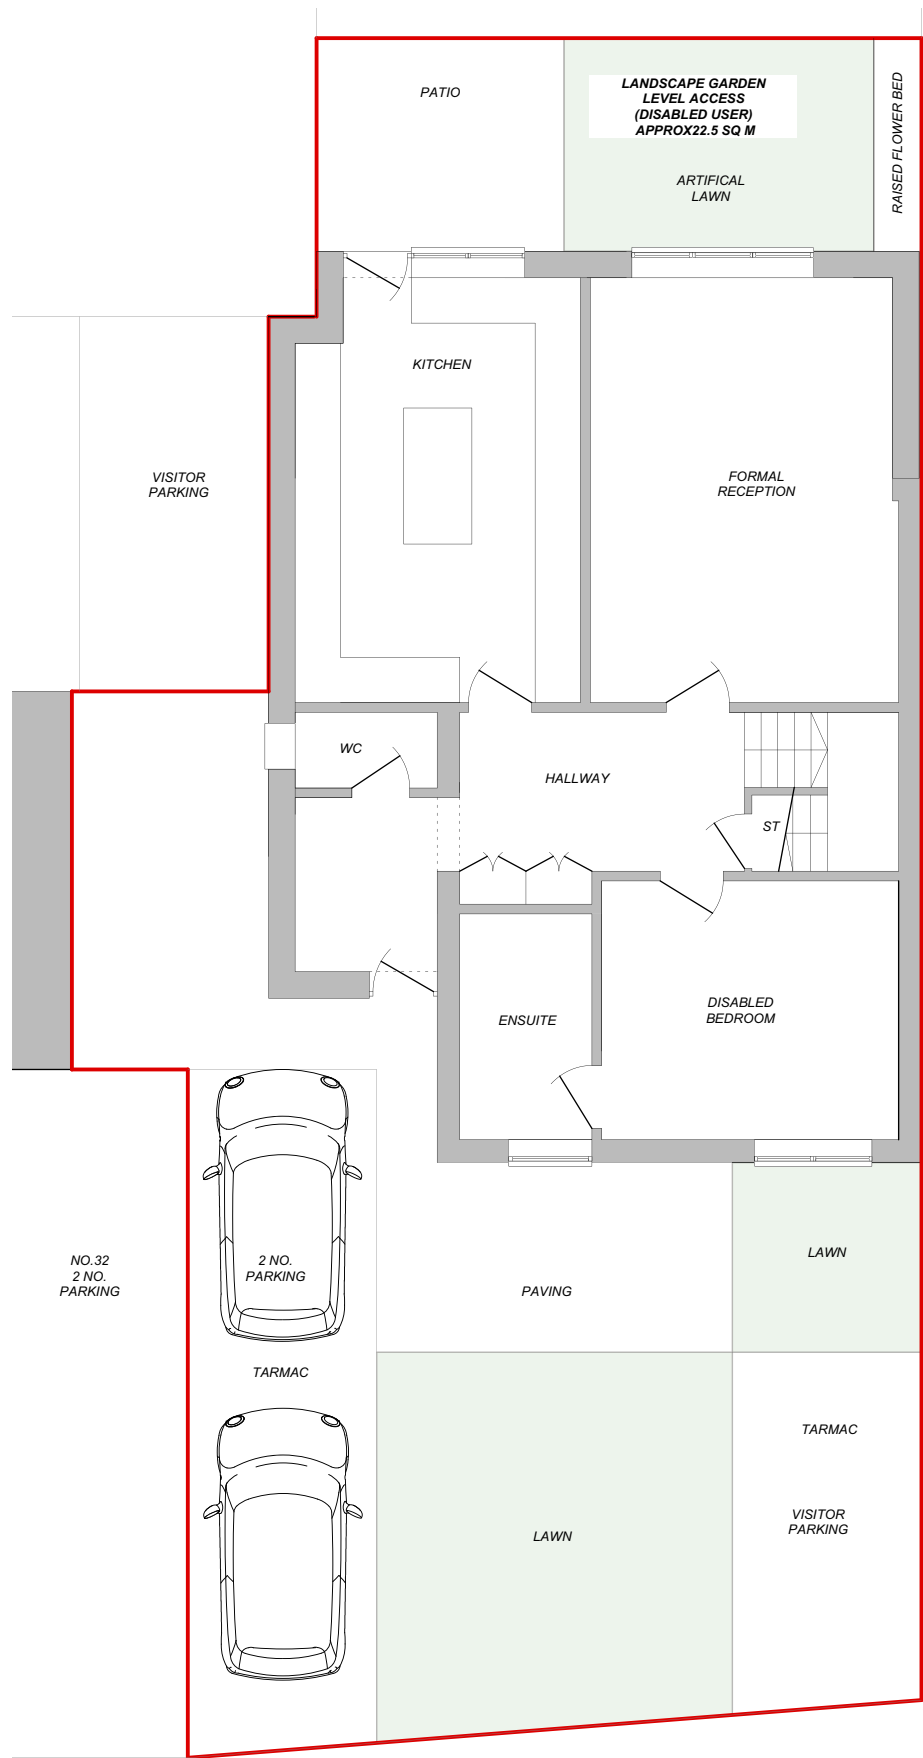 PATIO
LANDSCAPE GARDEN
LEVEL ACCESS
(DISABLED USER)
APPROX22.5 SQ M
ARTIFICAL
LAWN
RAISED FLOWER BED
KITCHEN
VISITOR
PARKING
FORMAL
RECEPTION
WC
HALLWAY
ST
ENSUITE
DISABLED
BEDROOM
NO.32
2 NO.
PARKING
2 NO.
PARKING
PAVING
LAWN
TARMAC
TARMAC
LAWN
VISITOR
PARKING